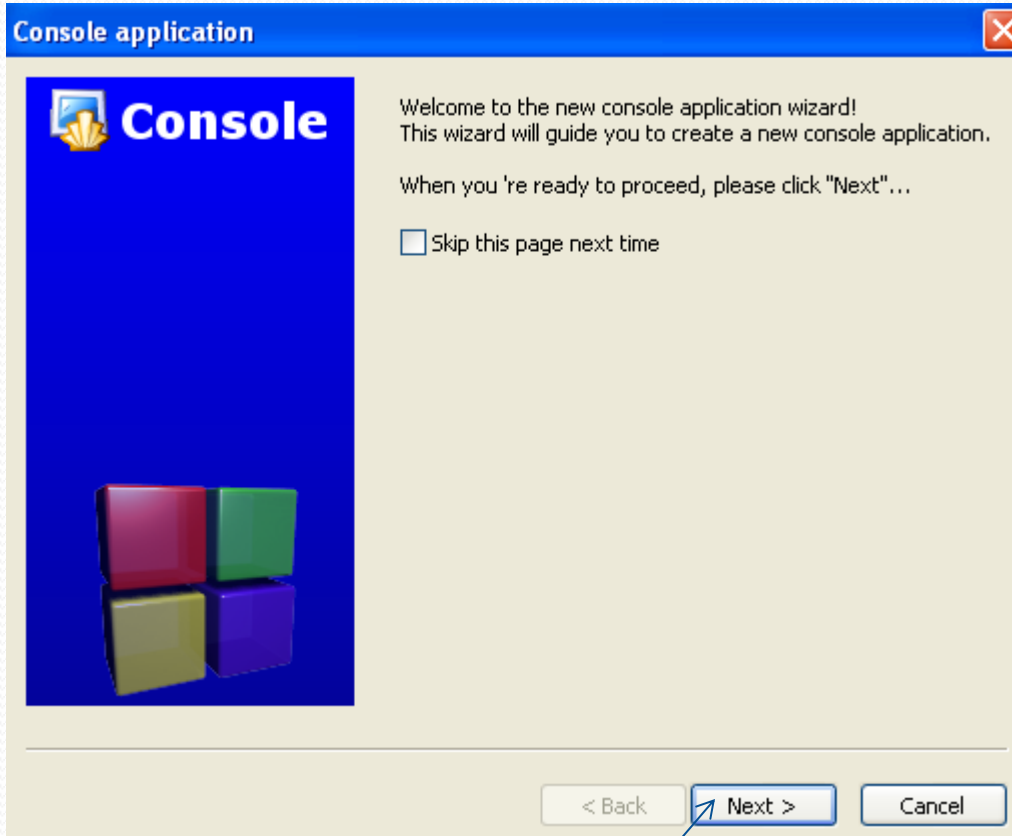 Console application
Console
Welcome to the new console application wizard!
This wizard will guide you to create a new console application.
When you 're ready to proceed, please click "Next"...
Skip this page next time
< Back
Next >
Cancel